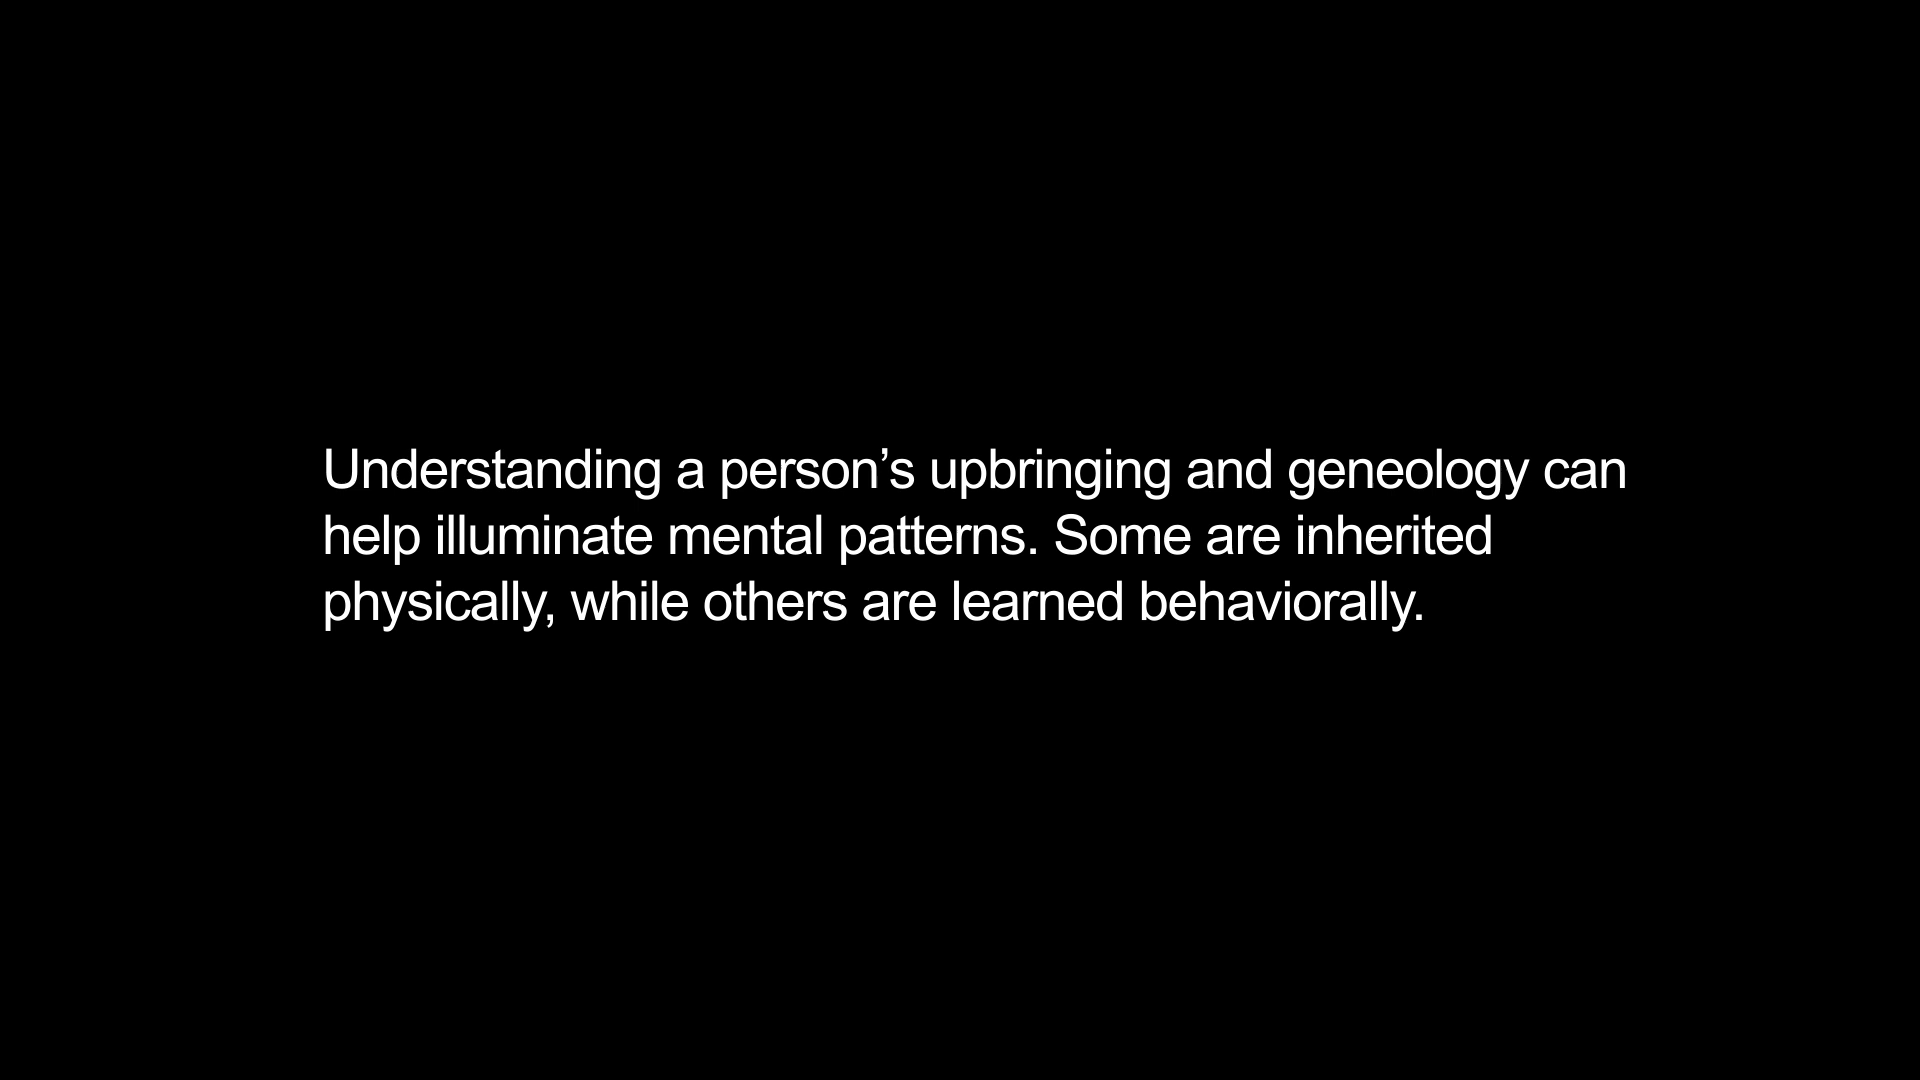 Understanding a person’s upbringing and geneology can
help illuminate mental patterns. Some are inherited
physically, while others are learned behaviorally.